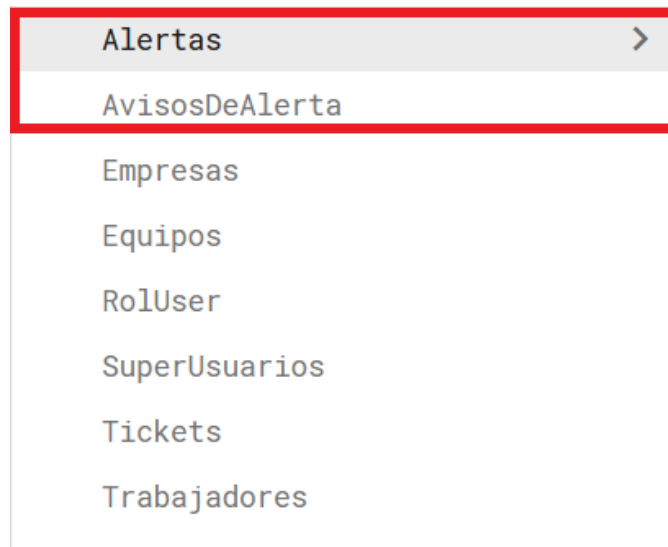 Alertas
AvisosDeAlerta
Empresas
Equipos
RolUser
SuperUsuarios
Tickets
Trabajadores